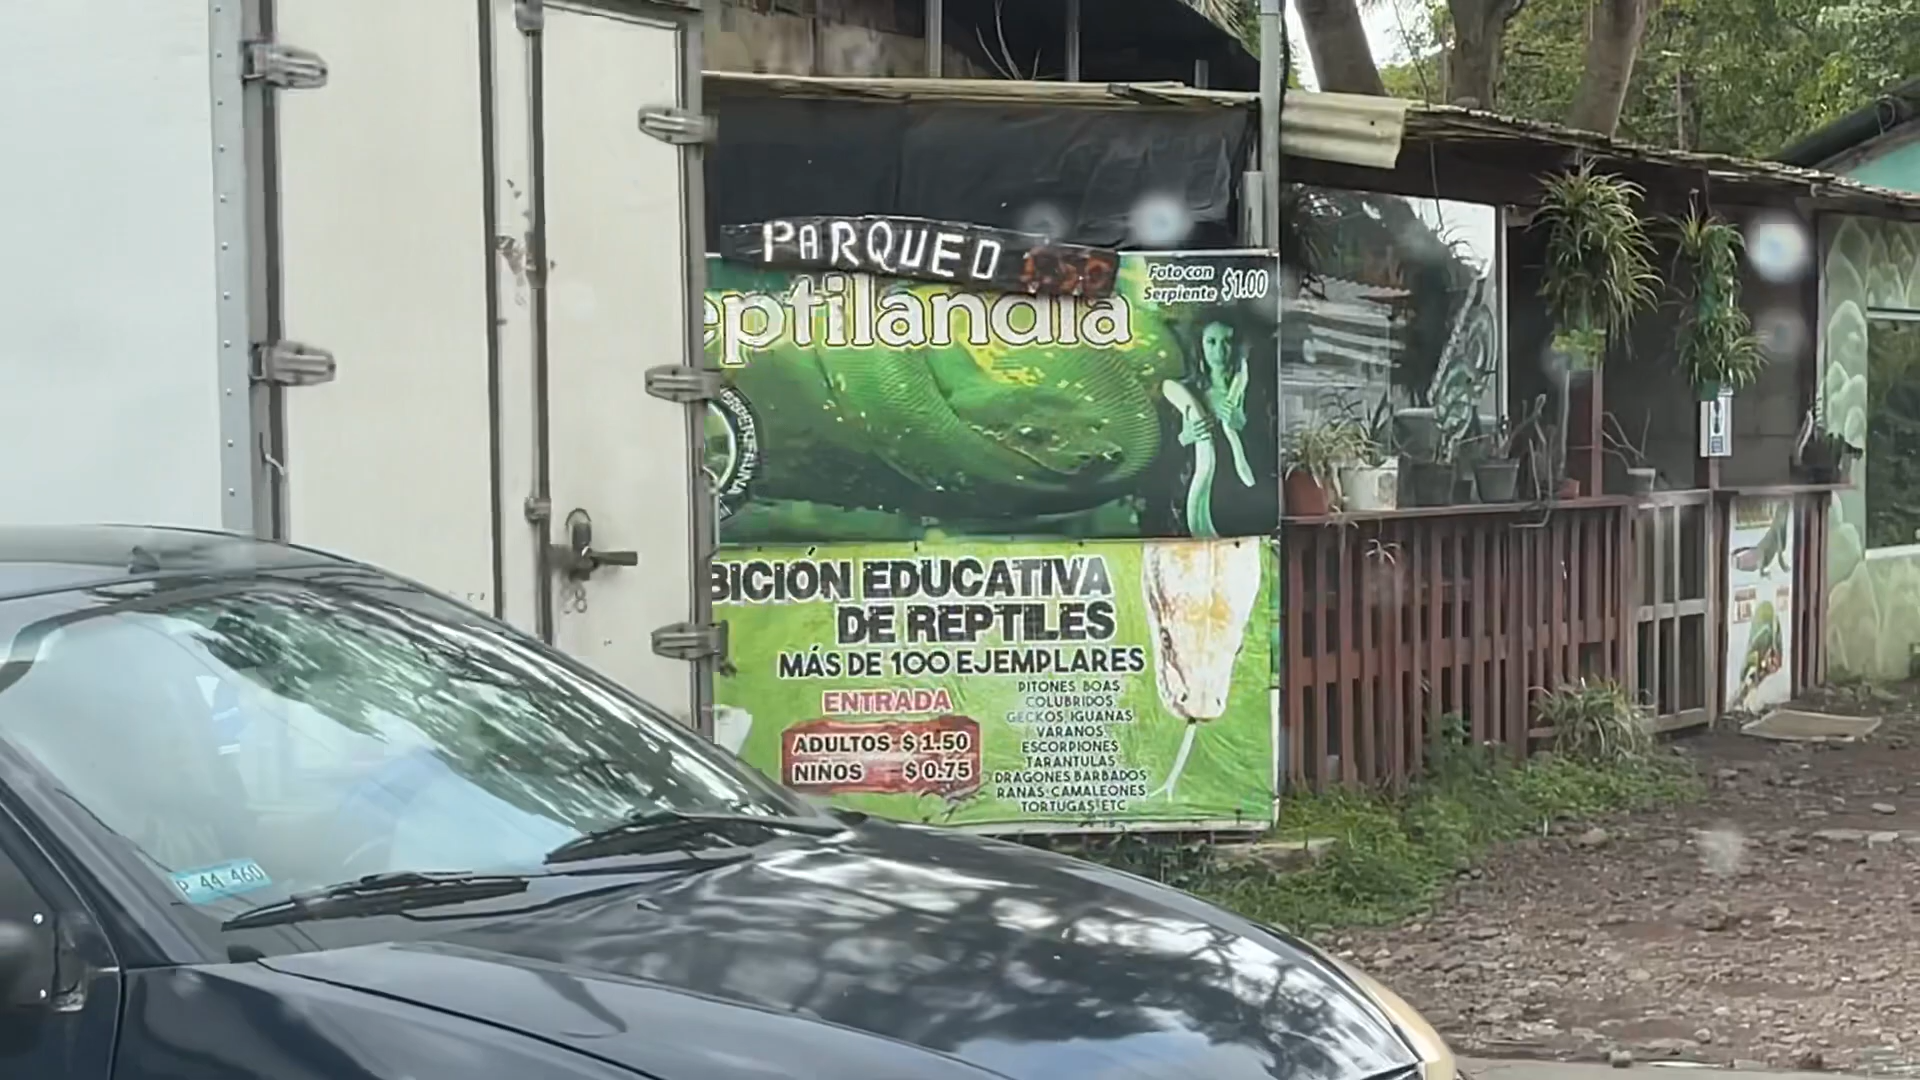 PARQUEO
eptilandia
Foto con
Serpiente $1.00
BICIÓN EDUCATIVA
DE REPTILES
MÁS DE 100 EJEMPLARES
ENTRADA
ADULTOS $ 1.50
NIÑOS $ 0.75
PITONES, BOAS,
COLUBRIDOS,
GECKOS, IGUANAS
VARANOS,
ESCORPIONES
TARANTULAS
DRAGONES BARBADOS
RANAS, CAMALEONES
TORTUGAS, ETC
P 44 460